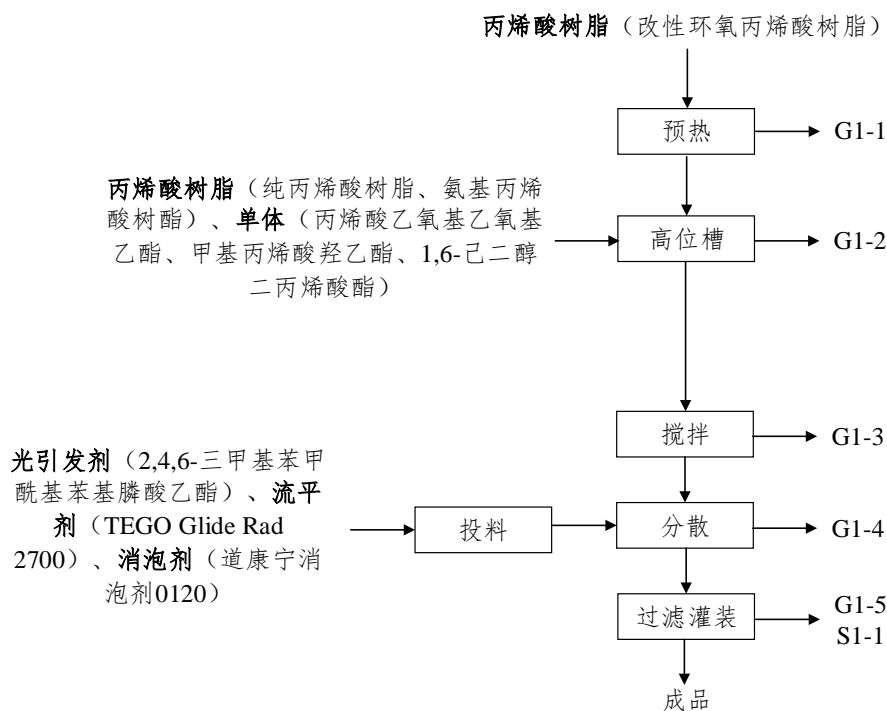 丙烯酸树脂（改性环氧丙烯酸树脂）
预热
G1-1
丙烯酸树脂（纯丙烯酸树脂、氨基丙烯
酸树酯）、单体（丙烯酸乙氧基乙氧基
乙酯、甲基丙烯酸羟乙酯、1,6-己二醇
二丙烯酸酯）
高位槽
G1-2
搅拌
G1-3
光引发剂（2,4,6-三甲基苯甲
酰基苯基膦酸乙酯）、流平
剂（TEGO Glide Rad
2700）、消泡剂（道康宁消
泡剂0120）
投料
分散
G1-4
过滤灌装
G1-5
S1-1
成品